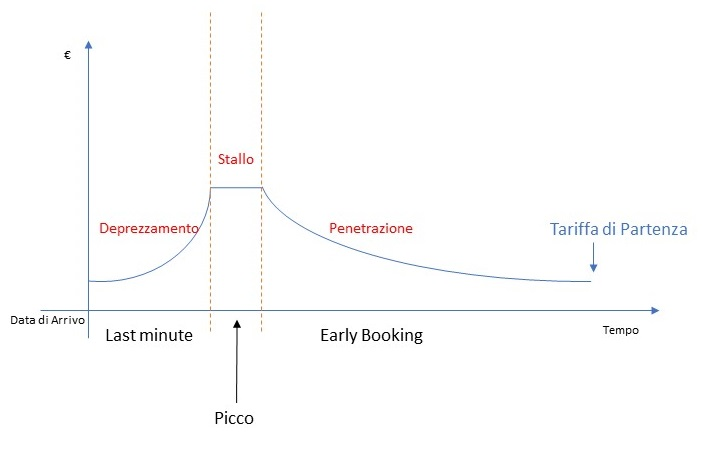 €
Stallo
Deprezzamento
Penetrazione
Tariffa di Partenza
Data di Arrivo
Last minute
Early Booking
Tempo
Picco